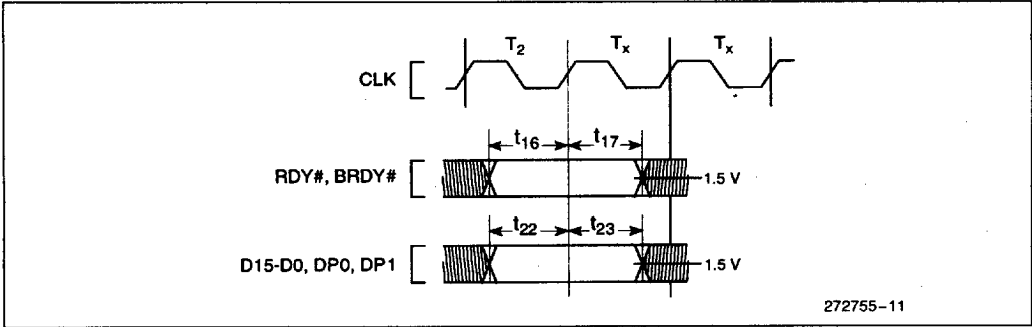 T2 Tx Tx
CLK
t16 t17
RDY#, BRDY#
1.5 V
t22 t23
D15-D0, DP0, DP1
1.5 V
272755-11